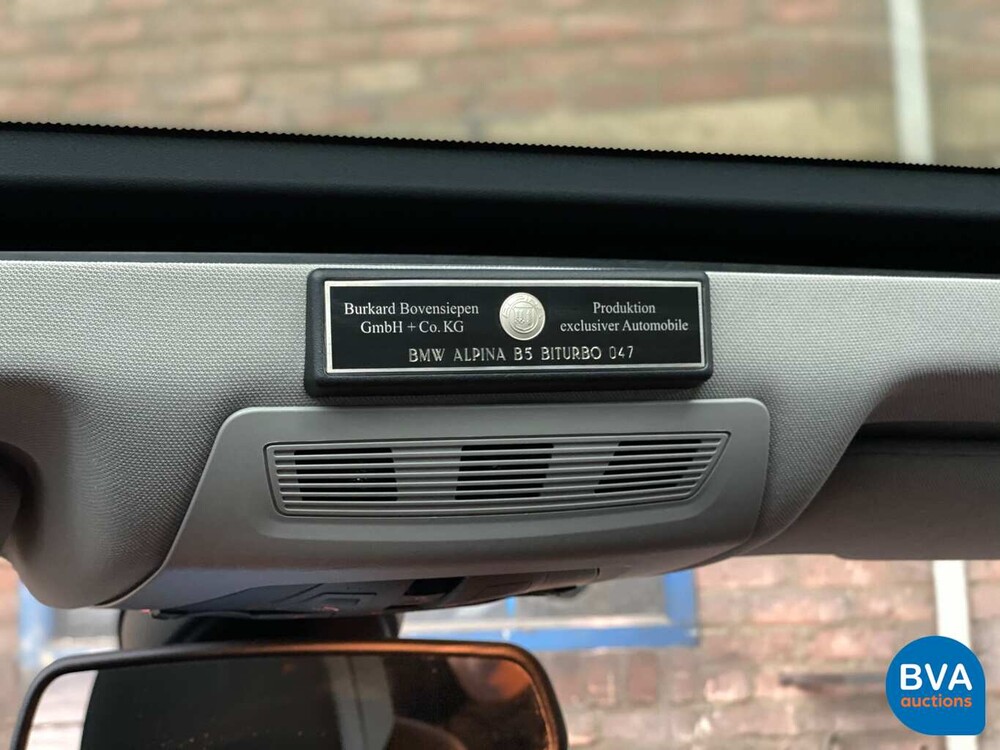 Burkard Bovensiepen
GmbH + Co. KG
Produktion
exclusiver Automobile
BMW ALPINA B5 BITURBO 047
BVA
auctions